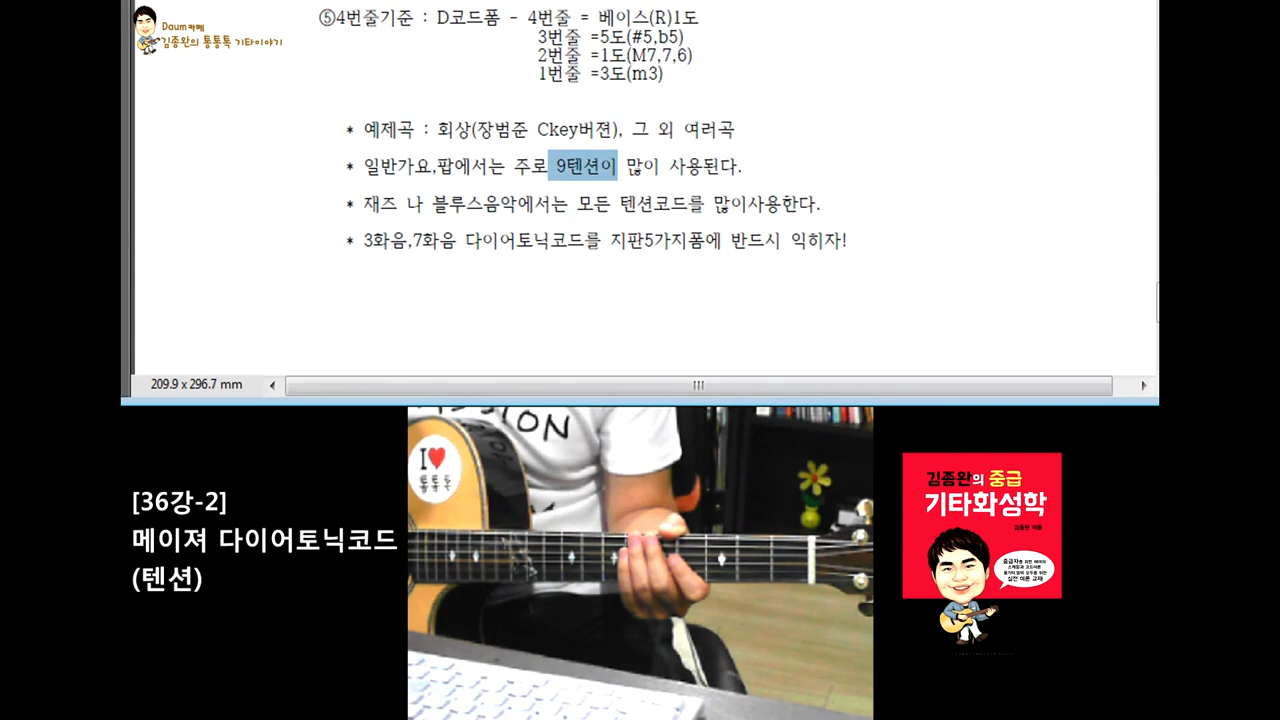 Daum카페
김종완의 통통톡 기타이야기
⑤4번줄기준 : D코드폼 - 4번줄 = 베이스(R)1도
3번줄 =5도(#5,b5)
2번줄 =1도(M7,7,6)
1번줄 =3도(m3)
* 예제곡 : 회상(장범준 Ckey버젼), 그 외 여러곡
* 일반가요,팝에서는 주로 9텐션이 많이 사용된다.
* 재즈 나 블루스음악에서는 모든 텐션코드를 많이사용한다.
* 3화음,7화음 다이어토닉코드를 지판5가지폼에 반드시 익히자!
209.9 x 296.7 mm
I♥
통통톡
[36강-2]
메이져 다이어토닉코드
(텐션)
김종완의 중급
기타화성학
김종완 지음
실전 이론 교재